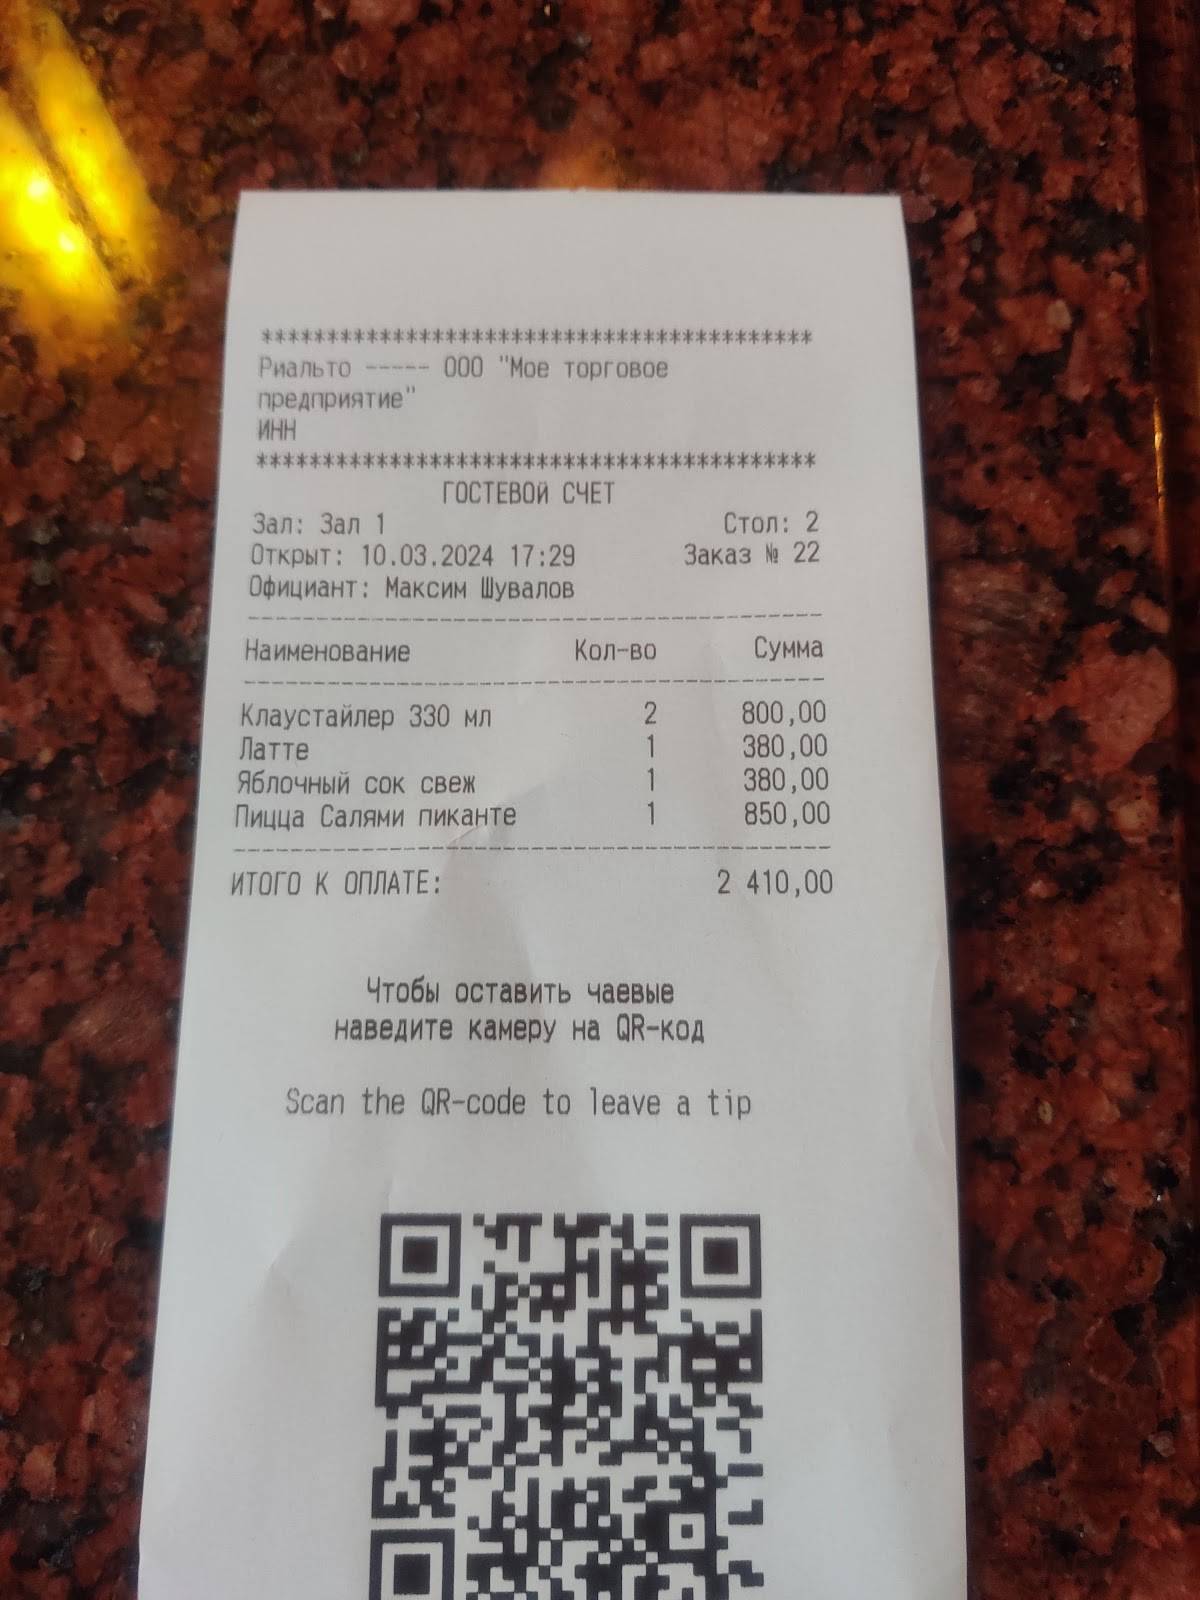 *******************************************
Риальто ----- ООО "Мое торговое
предприятие"
ИНН
*******************************************
ГОСТЕВОЙ СЧЕТ
Зал: Зал 1 Стол: 2
Открыт: 10.03.2024 17:29 Заказ № 22
Официант: Максим Шувалов
Наименование Кол-во Сумма
Клаустайлер 330 мл 2 800,00
Латте 1 380,00
Яблочный сок свеж 1 380,00
Пицца Салями пиканте 1 850,00
ИТОГО К ОПЛАТЕ: 2 410,00
Чтобы оставить чаевые
наведите камеру на QR-код
Scan the QR-code to leave a tip